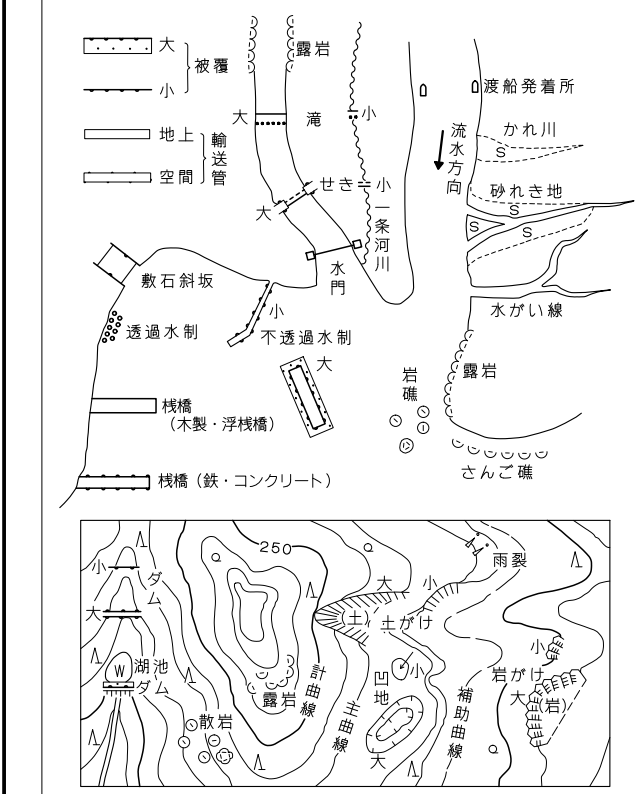 大
被覆
小
地上
輸送管
空間
露岩
大
滝
小
渡船発着所
流水方向
かれ川
S
砂れき地
S
S
S
せき
小
大
一条河川
水門
水がい線
敷石斜坂
小
不透過水制
大
透過水制
露岩
岩礁
さんご礁
桟橋
(木製・浮桟橋)
桟橋(鉄・コンクリート)
250
小
ダム
大
W
湖池
ダム
散岩
露岩
計曲線
主曲線
大
小
(土)
土がけ
雨裂
凹地
小
大
補助曲線
小
岩がけ
大
(岩)